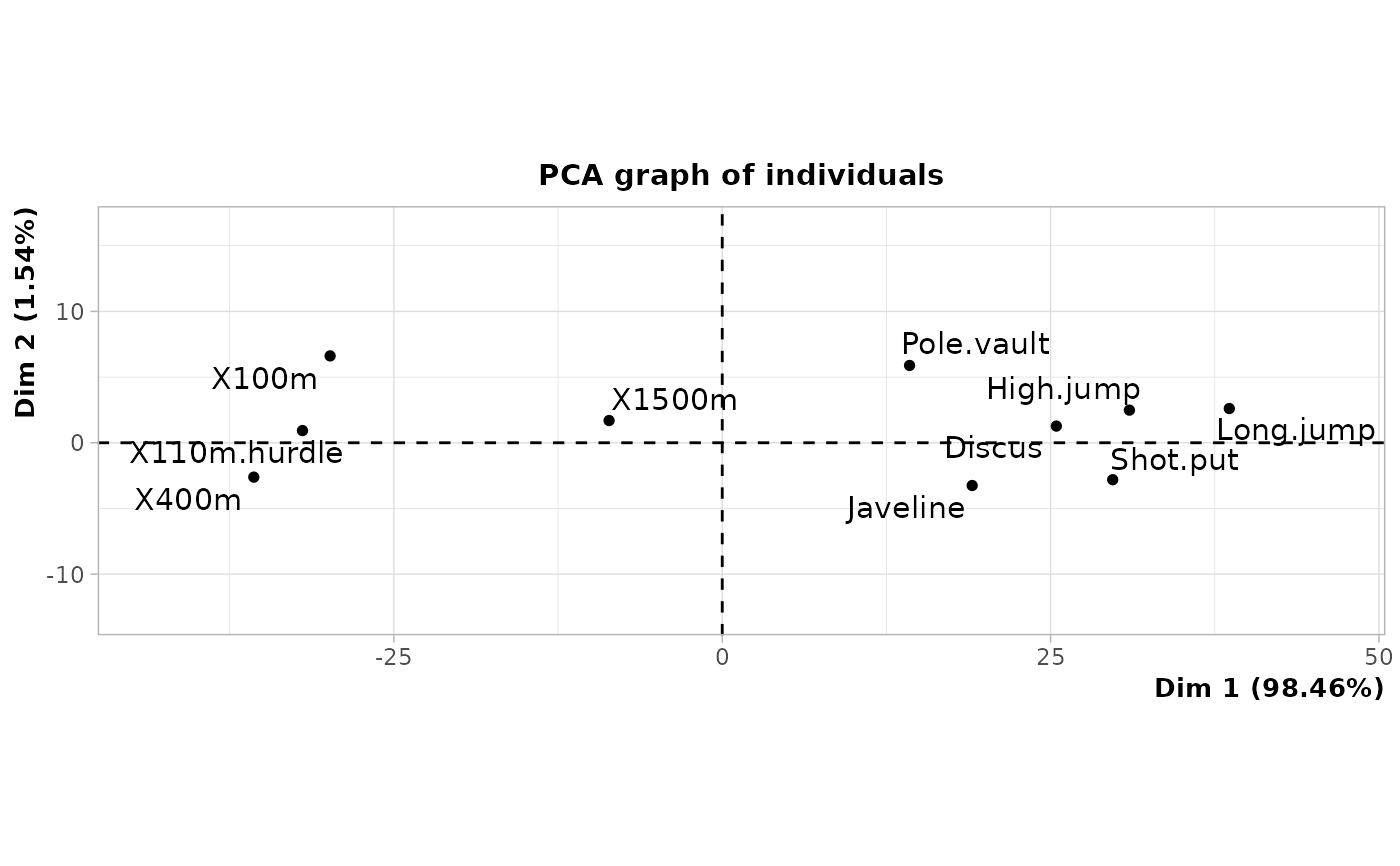 PCA graph of individuals
Dim 2 (1.54%)
10
0
-10
X100m
X110m.hurdle
X400m
X1500m
Pole.vault
High.jump
Long.jump
Discus
Shot.put
Javeline
-25
0
25
50
Dim 1 (98.46%)